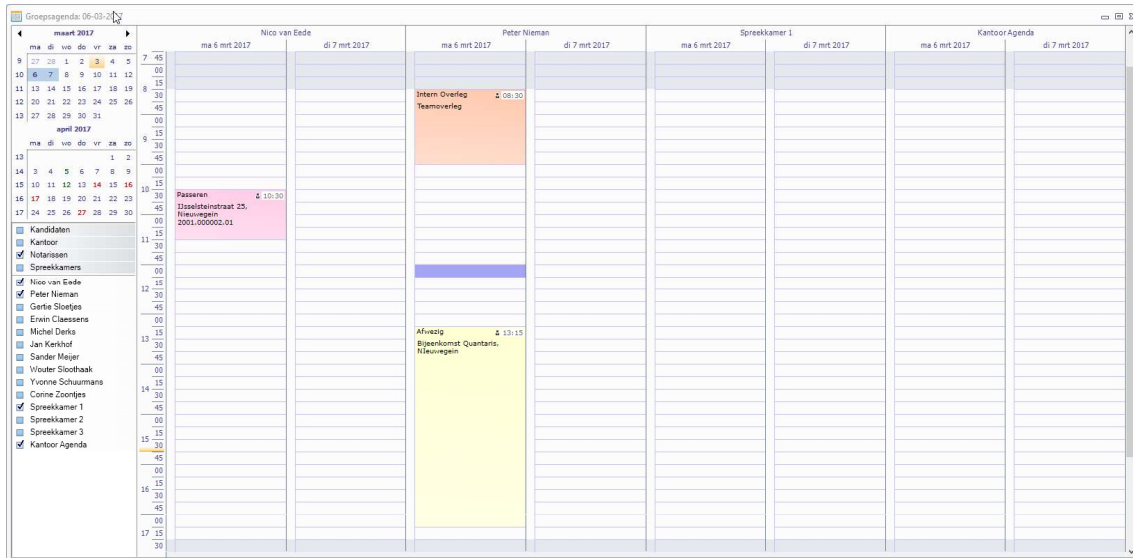 Groepsagenda: 06-03-2017
maart 2017
ma di wo do vr za zo
9 27 28 1 2 3 4 5
10 6 7 8 9 10 11 12
11 13 14 15 16 17 18 19
12 20 21 22 23 24 25 26
13 27 28 29 30 31
april 2017
ma di wo do vr za zo
13 1 2
14 3 4 5 6 7 8 9
15 10 11 12 13 14 15 16
16 17 18 19 20 21 22 23
17 24 25 26 27 28 29 30
Kandidaten
Kantoor
Notarissen
Spreekkamers
Nico van Eede
Peter Nieman
Gertie Sloetjes
Erwin Claessens
Michel Derks
Jan Kerkhof
Sander Meijer
Wouter Sloothaak
Yvonne Schuurmans
Corine Zoontjes
Spreekkamer 1
Spreekkamer 2
Spreekkamer 3
Kantoor Agenda
Nico van Eede Peter Nieman Spreekkamer 1 Kantoor Agenda
ma 6 mrt 2017 di 7 mrt 2017 ma 6 mrt 2017 di 7 mrt 2017 ma 6 mrt 2017 di 7 mrt 2017 ma 6 mrt 2017 di 7 mrt 2017
7 45
00
8 15
30
45
00
9 15
30
45
00
10 15
30
45
00
11 15
30
45
00
12 15
30
45
00
13 15
30
45
00
14 15
30
45
00
15 15
30
45
00
16 15
30
45
00
17 15
30
Intern Overleg 08:30
Teamoverleg
Passeren 10:30
IJsselsteinstraat 25,
Nieuwegein
2001.000002.01
Afwezig 13:15
Bijeenkomst Quantaris,
NIeuwegein